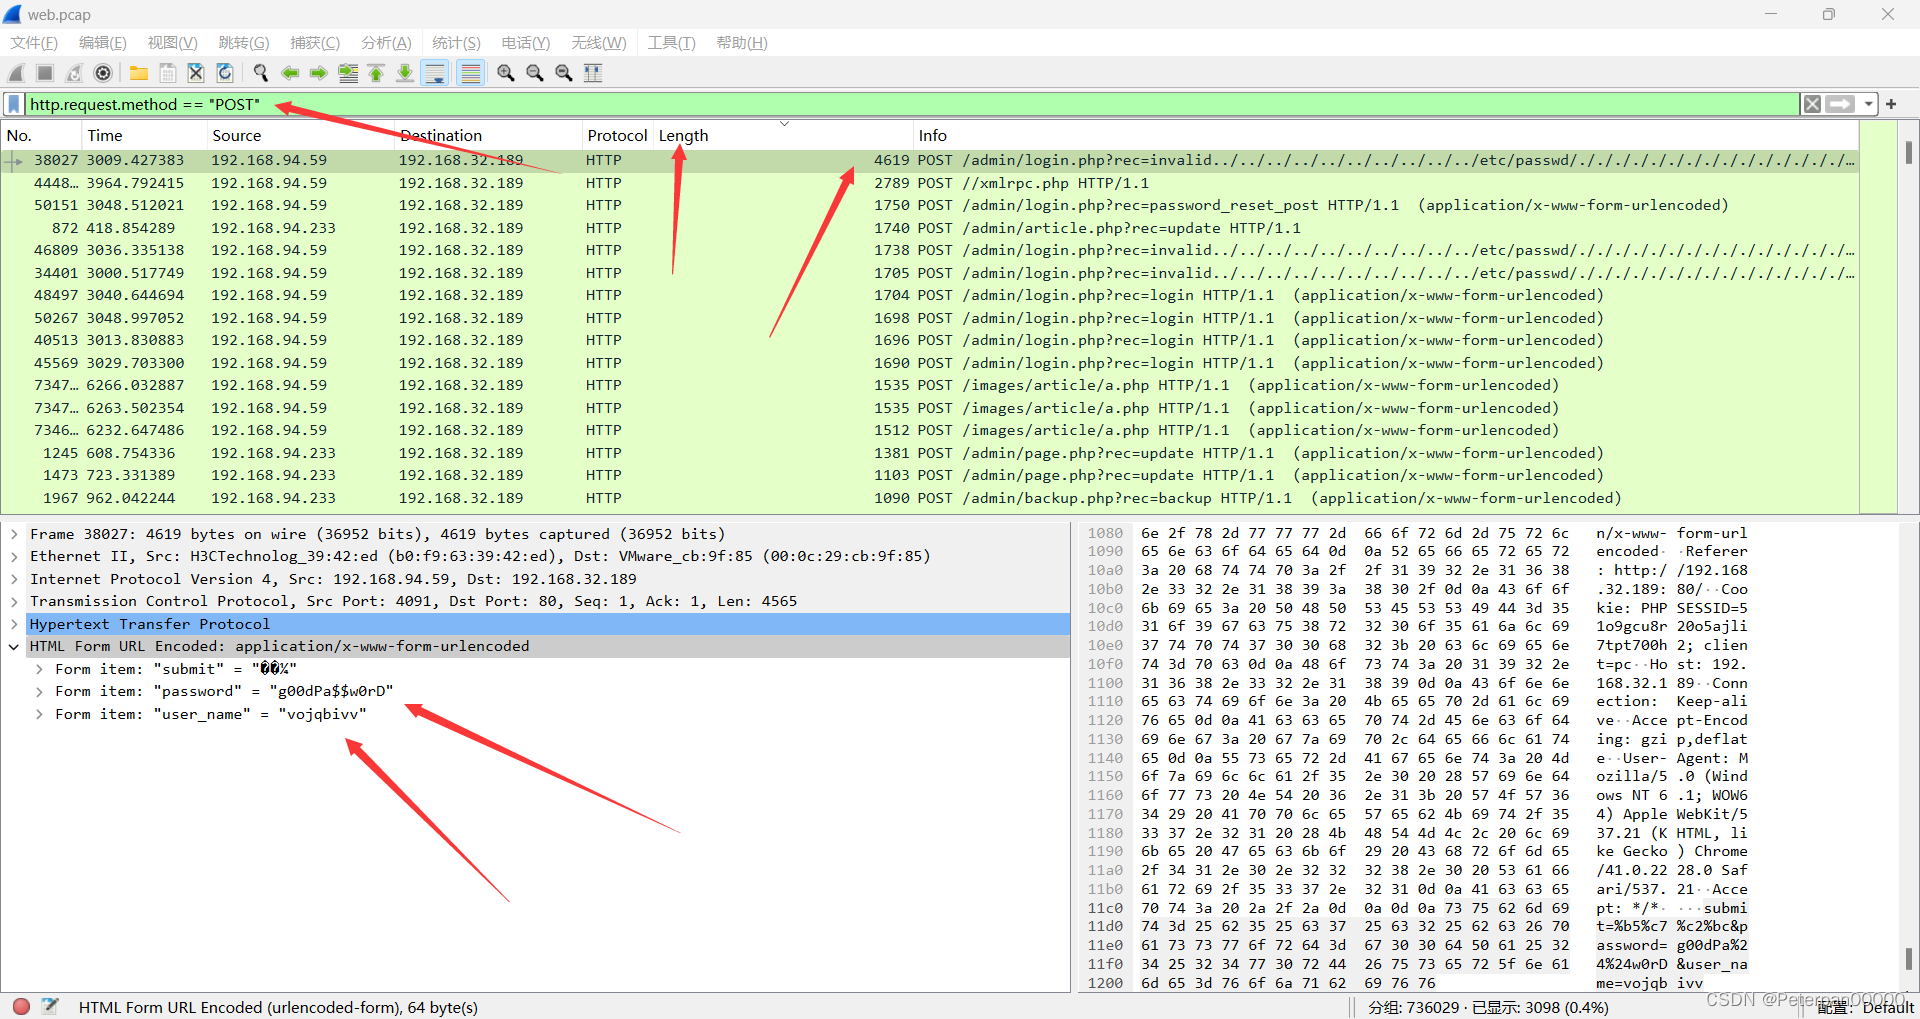 web.pcap
文件(F) 编辑(E) 视图(V) 跳转(G) 捕获(C) 分析(A) 统计(S) 电话(Y) 无线(W) 工具(T) 帮助(H)
http.request.method == "POST"
No. Time Source Destination Protocol Length Info
38027 3009.427383 192.168.94.59 192.168.32.189 HTTP 4619 POST /admin/login.php?rec=invalid../../../../../../../../../../etc/passwd/./././././././././././././././…
4448… 3964.792415 192.168.94.59 192.168.32.189 HTTP 2789 POST //xmlrpc.php HTTP/1.1
50151 3048.512021 192.168.94.59 192.168.32.189 HTTP 1750 POST /admin/login.php?rec=password_reset_post HTTP/1.1 (application/x-www-form-urlencoded)
872 418.854289 192.168.94.233 192.168.32.189 HTTP 1740 POST /admin/article.php?rec=update HTTP/1.1
46809 3036.335138 192.168.94.59 192.168.32.189 HTTP 1738 POST /admin/login.php?rec=invalid../../../../../../../../../../etc/passwd/./././././././././././././././…
34401 3000.517749 192.168.94.59 192.168.32.189 HTTP 1705 POST /admin/login.php?rec=invalid../../../../../../../../../../etc/passwd/./././././././././././././././…
48497 3040.644694 192.168.94.59 192.168.32.189 HTTP 1704 POST /admin/login.php?rec=login HTTP/1.1 (application/x-www-form-urlencoded)
50267 3048.997052 192.168.94.59 192.168.32.189 HTTP 1698 POST /admin/login.php?rec=login HTTP/1.1 (application/x-www-form-urlencoded)
40513 3013.830883 192.168.94.59 192.168.32.189 HTTP 1696 POST /admin/login.php?rec=login HTTP/1.1 (application/x-www-form-urlencoded)
45569 3029.703300 192.168.94.59 192.168.32.189 HTTP 1690 POST /admin/login.php?rec=login HTTP/1.1 (application/x-www-form-urlencoded)
7347… 6266.032887 192.168.94.59 192.168.32.189 HTTP 1535 POST /images/article/a.php HTTP/1.1 (application/x-www-form-urlencoded)
7347… 6263.502354 192.168.94.59 192.168.32.189 HTTP 1535 POST /images/article/a.php HTTP/1.1 (application/x-www-form-urlencoded)
7346… 6232.647486 192.168.94.59 192.168.32.189 HTTP 1512 POST /images/article/a.php HTTP/1.1 (application/x-www-form-urlencoded)
1245 608.754336 192.168.94.233 192.168.32.189 HTTP 1381 POST /admin/page.php?rec=update HTTP/1.1 (application/x-www-form-urlencoded)
1473 723.331389 192.168.94.233 192.168.32.189 HTTP 1103 POST /admin/page.php?rec=update HTTP/1.1 (application/x-www-form-urlencoded)
1967 962.042244 192.168.94.233 192.168.32.189 HTTP 1090 POST /admin/backup.php?rec=backup HTTP/1.1 (application/x-www-form-urlencoded)
Frame 38027: 4619 bytes on wire (36952 bits), 4619 bytes captured (36952 bits)
Ethernet II, Src: H3CTechnolog_39:42:ed (b0:f9:63:39:42:ed), Dst: VMware_cb:9f:85 (00:0c:29:cb:9f:85)
Internet Protocol Version 4, Src: 192.168.94.59, Dst: 192.168.32.189
Transmission Control Protocol, Src Port: 4091, Dst Port: 80, Seq: 1, Ack: 1, Len: 4565
Hypertext Transfer Protocol
HTML Form URL Encoded: application/x-www-form-urlencoded
Form item: "submit" = "��¼"
Form item: "password" = "g00dPa$$w0rD"
Form item: "user_name" = "vojqbivv"
1080 6e 2f 78 2d 77 77 77 2d 66 6f 72 6d 2d 75 72 6c n/x-www- form-url
1090 65 6e 63 6f 64 65 64 0d 0a 52 65 66 65 72 65 72 encoded· ·Referer
10a0 3a 20 68 74 74 70 3a 2f 2f 31 39 32 2e 31 36 38 : http:/ /192.168
10b0 2e 33 32 2e 31 38 39 3a 38 30 2f 0d 0a 43 6f 6f .32.189: 80/··Coo
10c0 6b 69 65 3a 20 50 48 50 53 45 53 53 49 44 3d 35 kie: PHP SESSID=5
10d0 31 6f 39 67 63 75 38 72 32 30 6f 35 61 6a 6c 69 1o9gcu8r 20o5ajli
10e0 37 74 70 74 37 30 30 68 32 3b 20 63 6c 69 65 6e 7tpt700h 2; clien
10f0 74 3d 70 63 0d 0a 48 6f 73 74 3a 20 31 39 32 2e t=pc··Ho st: 192.
1100 31 36 38 2e 33 32 2e 31 38 39 0d 0a 43 6f 6e 6e 168.32.1 89··Conn
1110 65 63 74 69 6f 6e 3a 20 4b 65 65 70 2d 61 6c 69 ection: Keep-ali
1120 76 65 0d 0a 41 63 63 65 70 74 2d 45 6e 63 6f 64 ve··Acce pt-Encod
1130 69 6e 67 3a 20 67 7a 69 70 2c 64 65 66 6c 61 74 ing: gzi p,deflat
1140 65 0d 0a 55 73 65 72 2d 41 67 65 6e 74 3a 20 4d e··User- Agent: M
1150 6f 7a 69 6c 6c 61 2f 35 2e 30 20 28 57 69 6e 64 ozilla/5 .0 (Wind
1160 6f 77 73 20 4e 54 20 36 2e 31 3b 20 57 4f 57 36 ows NT 6 .1; WOW6
1170 34 29 20 41 70 70 6c 65 57 65 62 4b 69 74 2f 35 4) Apple WebKit/5
1180 33 37 2e 32 31 20 28 4b 48 54 4d 4c 2c 20 6c 69 37.21 (K HTML, li
1190 6b 65 20 47 65 63 6b 6f 29 20 43 68 72 6f 6d 65 ke Gecko ) Chrome
11a0 2f 34 31 2e 30 2e 32 32 32 38 2e 30 20 53 61 66 /41.0.22 28.0 Saf
11b0 61 72 69 2f 35 33 37 2e 32 31 0d 0a 41 63 63 65 ari/537. 21··Acce
11c0 70 74 3a 20 2a 2f 2a 0d 0a 0d 0a 73 75 62 6d 69 pt: */*· ···submi
11d0 74 3d 25 62 35 25 63 37 25 63 32 25 62 63 26 70 t=%b5%c7 %c2%bc&p
11e0 61 73 73 77 6f 72 64 3d 67 30 30 64 50 61 25 32 assword= g00dPa%2
11f0 34 25 32 34 77 30 72 44 26 75 73 65 72 5f 6e 61 4%24w0rD &user_na
1200 6d 65 3d 76 6f 6a 71 62 69 76 76 me=vojqb ivv
HTML Form URL Encoded (urlencoded-form), 64 byte(s)
分组: 736029 · 已显示: 3098 (0.4%)
配置: Default
CSDN @Peterpan00000